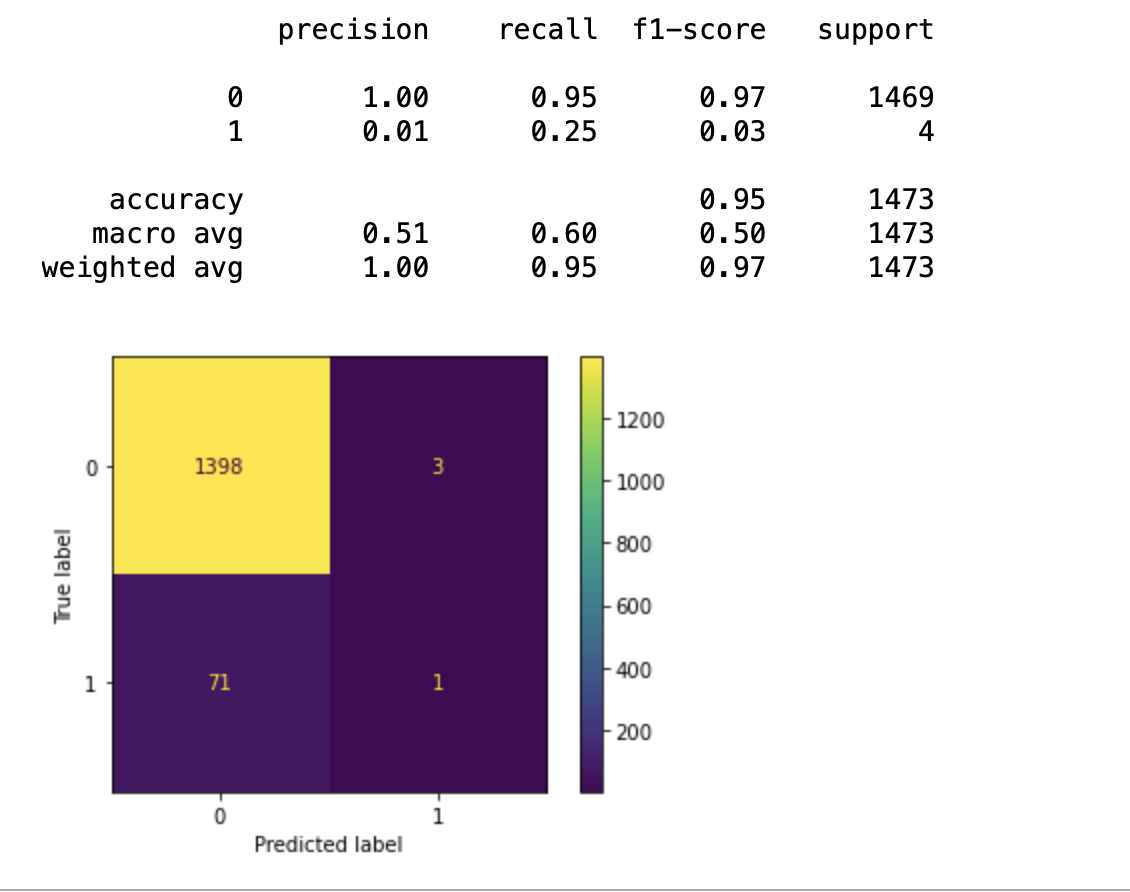 precision recall f1-score support
0 1.00 0.95 0.97 1469
1 0.01 0.25 0.03 4
accuracy 0.95 1473
macro avg 0.51 0.60 0.50 1473
weighted avg 1.00 0.95 0.97 1473
1200
0 1398 3
1000
800
True label
600
400
1 71 1
200
0 1
Predicted label